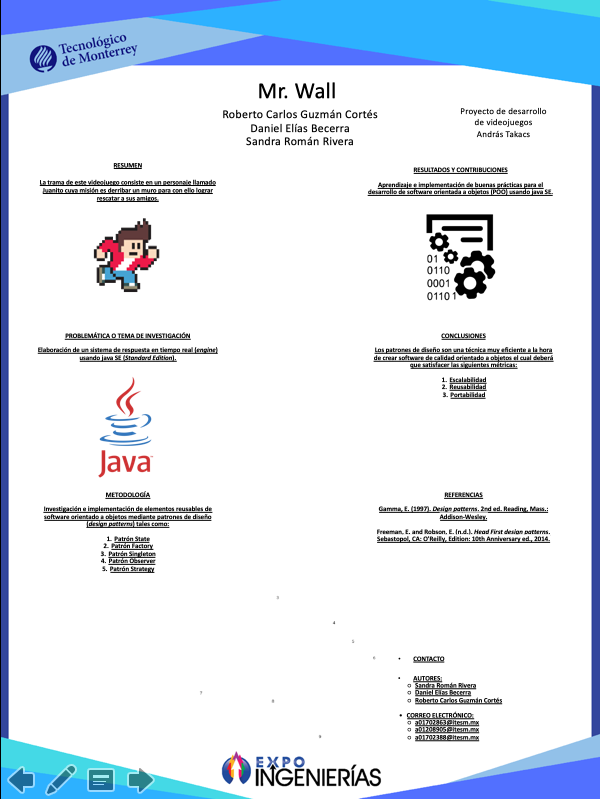 Tecnológico
de Monterrey
Mr. Wall
Roberto Carlos Guzmán Cortés
Daniel Elías Becerra
Sandra Román Rivera
Proyecto de desarrollo
de videojuegos
András Takacs
RESUMEN
La trama de este videojuego consiste en un personaje llamado
Juanito cuya misión es derribar un muro para con ello lograr
rescatar a sus amigos.
RESULTADOS Y CONTRIBUCIONES
Aprendizaje e implementación de buenas prácticas para el
desarrollo de software orientada a objetos (POO) usando java SE.
01
0110
0001
01101
PROBLEMÁTICA O TEMA DE INVESTIGACIÓN
Elaboración de un sistema de respuesta en tiempo real (engine)
usando java SE (Standard Edition).
Java
CONCLUSIONES
Los patrones de diseño son una técnica muy eficiente a la hora
de crear software de calidad orientado a objetos el cual deberá
que satisfacer las siguientes métricas:
1. Escalabilidad
2. Reusabilidad
3. Portabilidad
METODOLOGÍA
Investigación e implementación de elementos reusables de
software orientado a objetos mediante patrones de diseño
(design patterns) tales como:
1. Patrón State
2. Patrón Factory
3. Patrón Singleton
4. Patrón Observer
5. Patrón Strategy
REFERENCIAS
Gamma, E. (1997). Design patterns. 2nd ed. Reading, Mass.:
Addison-Wesley.
Freeman, E. and Robson, E. (n.d.). Head First design patterns.
Sebastopol, CA: O'Reilly, Edition: 10th Anniversary ed., 2014.
4
5
7
8
9
• CONTACTO
• AUTORES:
○ Sandra Román Rivera
○ Daniel Elías Becerra
○ Roberto Carlos Guzmán Cortés
• CORREO ELECTRÓNICO:
○ a01702863@itesm.mx
○ a01208905@itesm.mx
○ a01702388@itesm.mx
EXPO
INGENIERÍAS